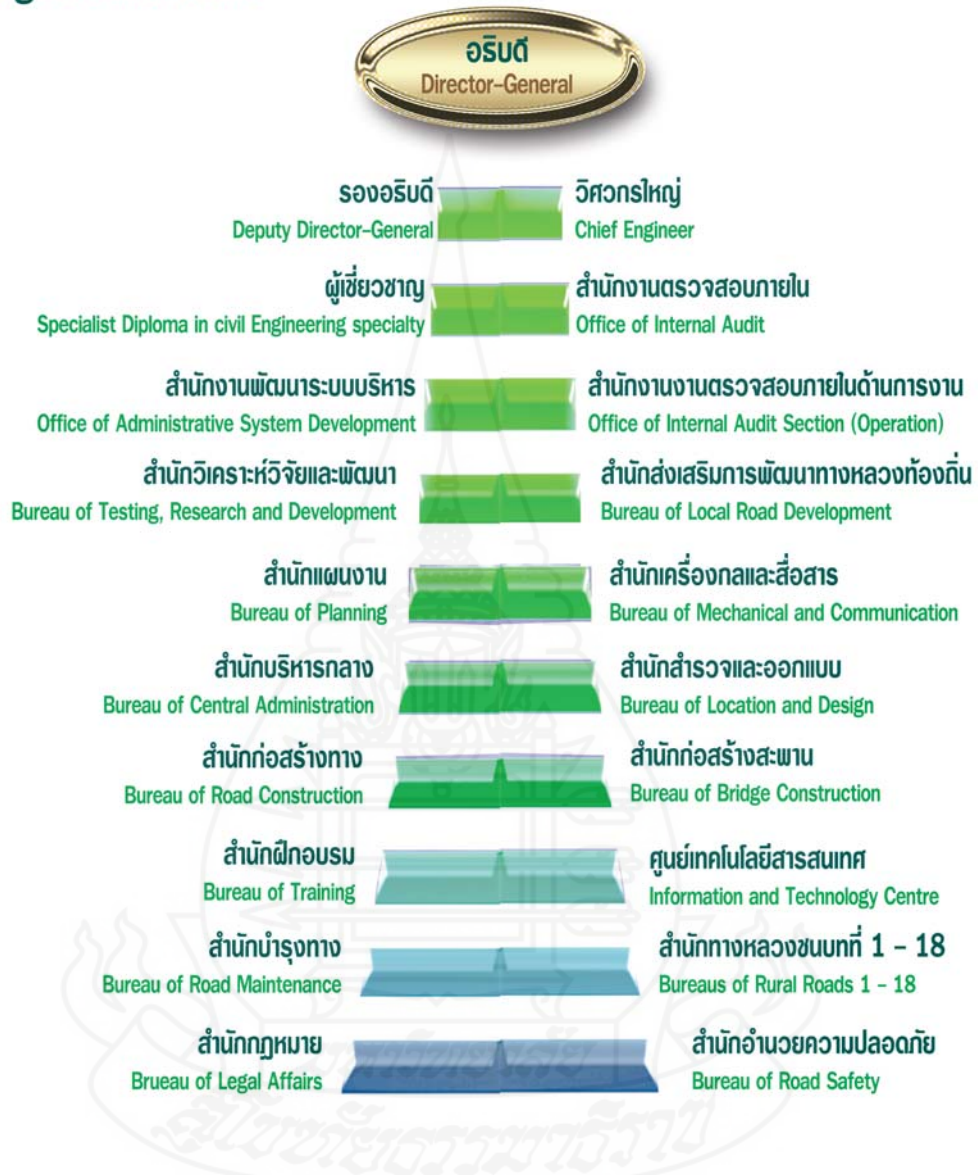 อธิบดี
Director-General
รองอธิบดี
Deputy Director-General
วิศวกรใหญ่
Chief Engineer
ผู้เชี่ยวชาญ
Specialist Diploma in civil Engineering specialty
สำนักงานตรวจสอบภายใน
Office of Internal Audit
สำนักงานพัฒนาระบบบริหาร
Office of Administrative System Development
สำนักงานงานตรวจสอบภายในด้านการงาน
Office of Internal Audit Section (Operation)
สำนักวิเคราะห์วิจัยและพัฒนา
Bureau of Testing, Research and Development
สำนักส่งเสริมการพัฒนาทางหลวงท้องถิ่น
Bureau of Local Road Development
สำนักแผนงาน
Bureau of Planning
สำนักเครื่องกลและสื่อสาร
Bureau of Mechanical and Communication
สำนักบริหารกลาง
Bureau of Central Administration
สำนักสำรวจและออกแบบ
Bureau of Location and Design
สำนักก่อสร้างทาง
Bureau of Road Construction
สำนักก่อสร้างสะพาน
Bureau of Bridge Construction
สำนักฝึกอบรม
Bureau of Training
ศูนย์เทคโนโลยีสารสนเทศ
Information and Technology Centre
สำนักบำรุงทาง
Bureau of Road Maintenance
สำนักทางหลวงชนบทที่ 1 - 18
Bureaus of Rural Roads 1 - 18
สำนักกฎหมาย
Brueau of Legal Affairs
สำนักอำนวยความปลอดภัย
Bureau of Road Safety